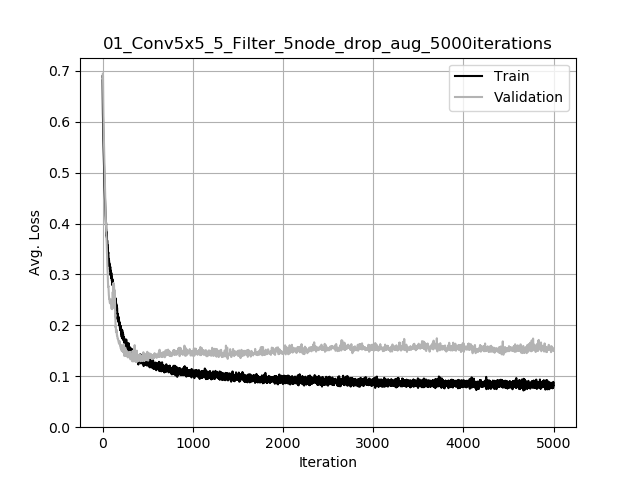 01_Conv5x5_5_Filter_5node_drop_aug_5000iterations
Train
Validation
0.7
0.6
0.5
0.4
0.3
0.2
0.1
0.0
Avg. Loss
0
1000
2000
3000
4000
5000
Iteration